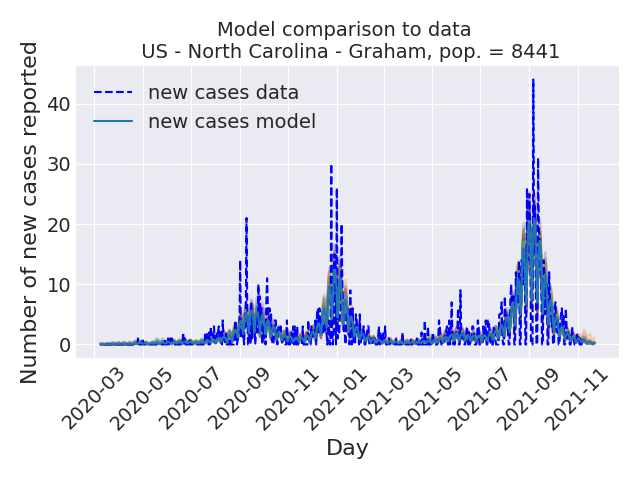 Model comparison to data
US - North Carolina - Graham, pop. = 8441
Number of new cases reported
40
30
20
10
0
new cases data
new cases model
2020-03
2020-05
2020-07
2020-09
2020-11
2021-01
2021-03
2021-05
2021-07
2021-09
2021-11
Day